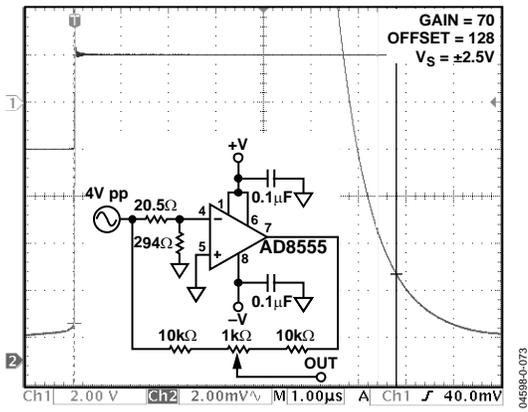 T
GAIN = 70
OFFSET = 128
VS = ±2.5V
1
+V
4V pp
20.5Ω
4
1
0.1μF
6
7
294Ω
5
8
AD8555
0.1μF
–V
10kΩ
1kΩ
10kΩ
OUT
2
Ch1 2.00 V Ch2 2.00mV∿ M 1.00μs A Ch1 ƒ 40.0mV
04598-0-073